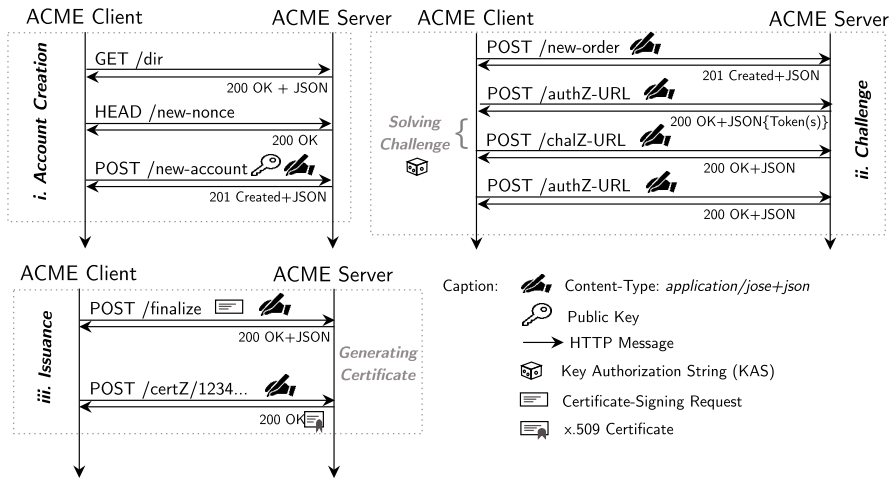 ACME Client
ACME Server
i. Account Creation
GET /dir
200 OK + JSON
HEAD /new-nonce
200 OK
POST /new-account
201 Created+JSON
ACME Client
ACME Server
ii. Challenge
POST /new-order
201 Created+JSON
POST /authZ-URL
200 OK+JSON{Token(s)}
Solving
Challenge
POST /chalZ-URL
200 OK+JSON
POST /authZ-URL
200 OK+JSON
ACME Client
ACME Server
iii. Issuance
POST /finalize
200 OK+JSON
Generating
Certificate
POST /certZ/1234...
200 OK
Caption:
Content-Type: application/jose+json
Public Key
HTTP Message
Key Authorization String (KAS)
Certificate-Signing Request
x.509 Certificate